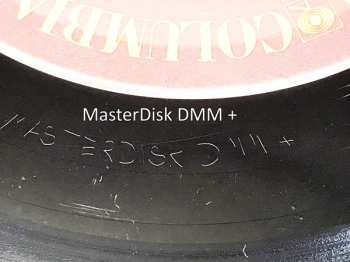 COLUMBIA
MasterDisk DMM +
MASTERDISK DMM +